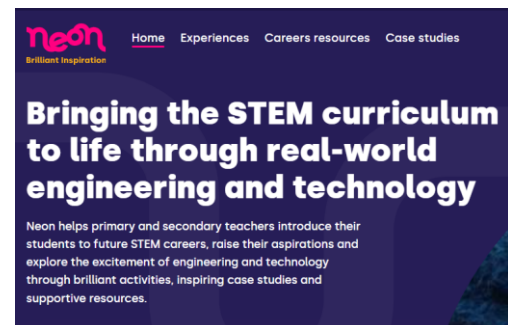 neon
Brilliant Inspiration
Home Experiences Careers resources Case studies
Bringing the STEM curriculum
to life through real-world
engineering and technology
Neon helps primary and secondary teachers introduce their
students to future STEM careers, raise their aspirations and
explore the excitement of engineering and technology
through brilliant activities, inspiring case studies and
supportive resources.